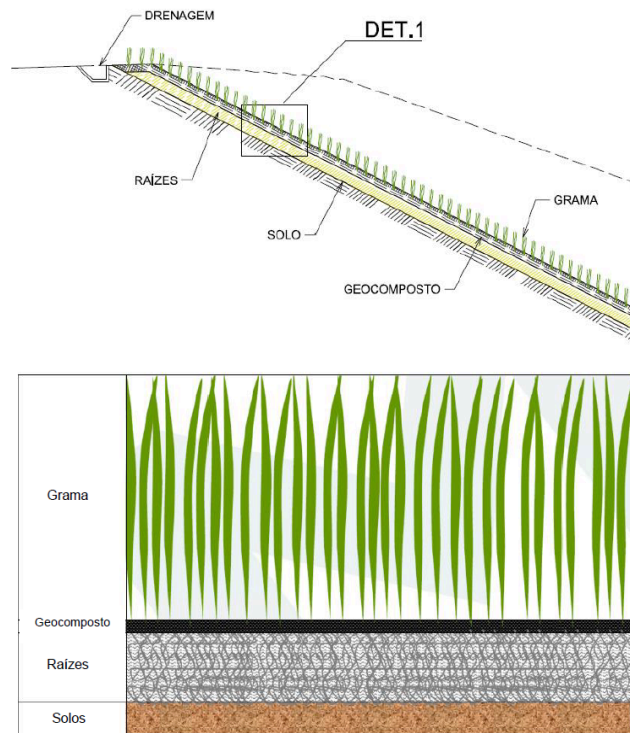 DRENAGEM
DET.1
RAÍZES
SOLO
GRAMA
GEOCOMPOSTO
Grama
Geocomposto
Raízes
Solos